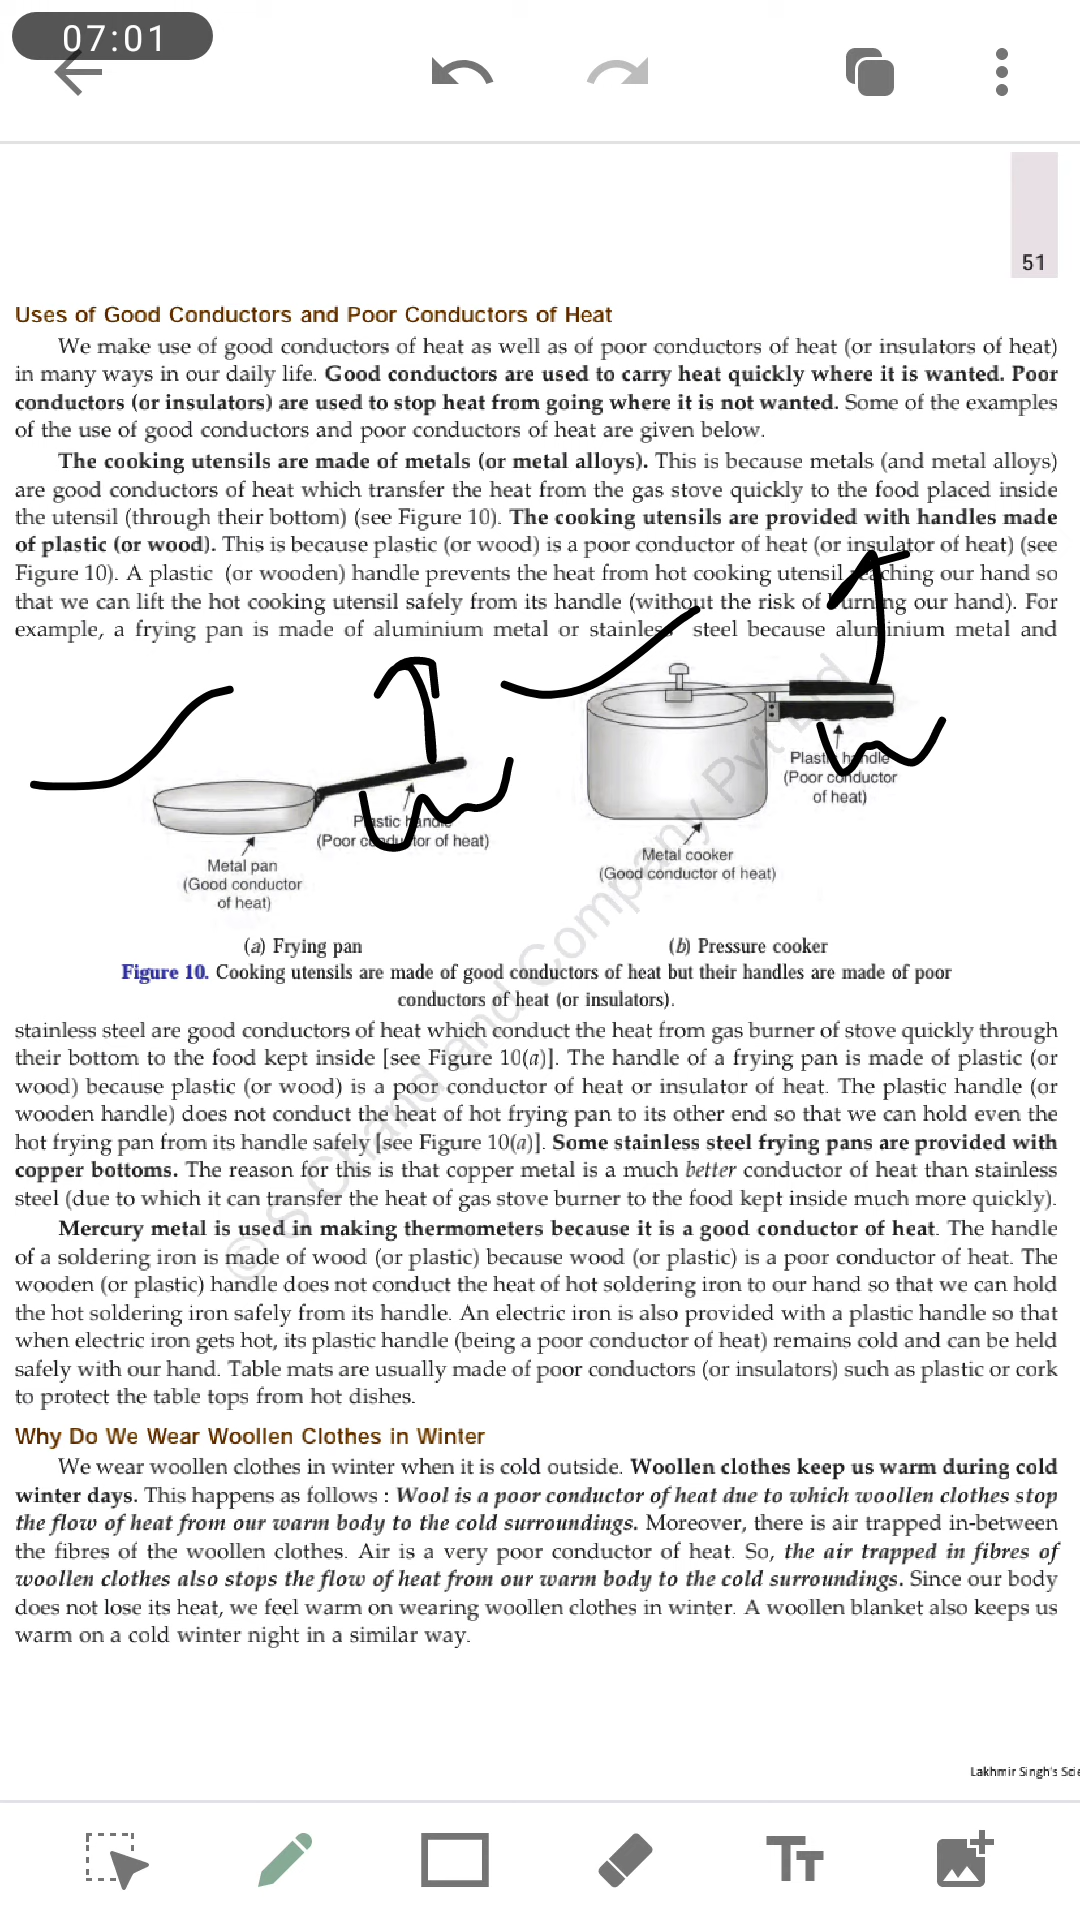 07:01
51
Uses of Good Conductors and Poor Conductors of Heat
We make use of good conductors of heat as well as of poor conductors of heat (or insulators of heat)
in many ways in our daily life. Good conductors are used to carry heat quickly where it is wanted. Poor
conductors (or insulators) are used to stop heat from going where it is not wanted. Some of the examples
of the use of good conductors and poor conductors of heat are given below.
The cooking utensils are made of metals (or metal alloys). This is because metals (and metal alloys)
are good conductors of heat which transfer the heat from the gas stove quickly to the food placed inside
the utensil (through their bottom) (see Figure 10). The cooking utensils are provided with handles made
of plastic (or wood). This is because plastic (or wood) is a poor conductor of heat (or insulator of heat) (see
Figure 10). A plastic (or wooden) handle prevents the heat from hot cooking utensil reaching our hand so
that we can lift the hot cooking utensil safely from its handle (without the risk of burning our hand). For
example, a frying pan is made of aluminium metal or stainless steel because aluminium metal and
Plastic handle
(Poor conductor of heat)
Metal pan
(Good conductor
of heat)
(a) Frying pan
Plastic handle
(Poor conductor
of heat)
Metal cooker
(Good conductor of heat)
(b) Pressure cooker
Figure 10. Cooking utensils are made of good conductors of heat but their handles are made of poor
conductors of heat (or insulators).
stainless steel are good conductors of heat which conduct the heat from gas burner of stove quickly through
their bottom to the food kept inside [see Figure 10(a)]. The handle of a frying pan is made of plastic (or
wood) because plastic (or wood) is a poor conductor of heat or insulator of heat. The plastic handle (or
wooden handle) does not conduct the heat of hot frying pan to its other end so that we can hold even the
hot frying pan from its handle safely [see Figure 10(a)]. Some stainless steel frying pans are provided with
copper bottoms. The reason for this is that copper metal is a much better conductor of heat than stainless
steel (due to which it can transfer the heat of gas stove burner to the food kept inside much more quickly).
Mercury metal is used in making thermometers because it is a good conductor of heat. The handle
of a soldering iron is made of wood (or plastic) because wood (or plastic) is a poor conductor of heat. The
wooden (or plastic) handle does not conduct the heat of hot soldering iron to our hand so that we can hold
the hot soldering iron safely from its handle. An electric iron is also provided with a plastic handle so that
when electric iron gets hot, its plastic handle (being a poor conductor of heat) remains cold and can be held
safely with our hand. Table mats are usually made of poor conductors (or insulators) such as plastic or cork
to protect the table tops from hot dishes.
Why Do We Wear Woollen Clothes in Winter
We wear woollen clothes in winter when it is cold outside. Woollen clothes keep us warm during cold
winter days. This happens as follows : Wool is a poor conductor of heat due to which woollen clothes stop
the flow of heat from our warm body to the cold surroundings. Moreover, there is air trapped in-between
the fibres of the woollen clothes. Air is a very poor conductor of heat. So, the air trapped in fibres of
woollen clothes also stops the flow of heat from our warm body to the cold surroundings. Since our body
does not lose its heat, we feel warm on wearing woollen clothes in winter. A woollen blanket also keeps us
warm on a cold winter night in a similar way.
© S Chand and Company Pvt Ltd
Lakhmir Singh's Scie
TT